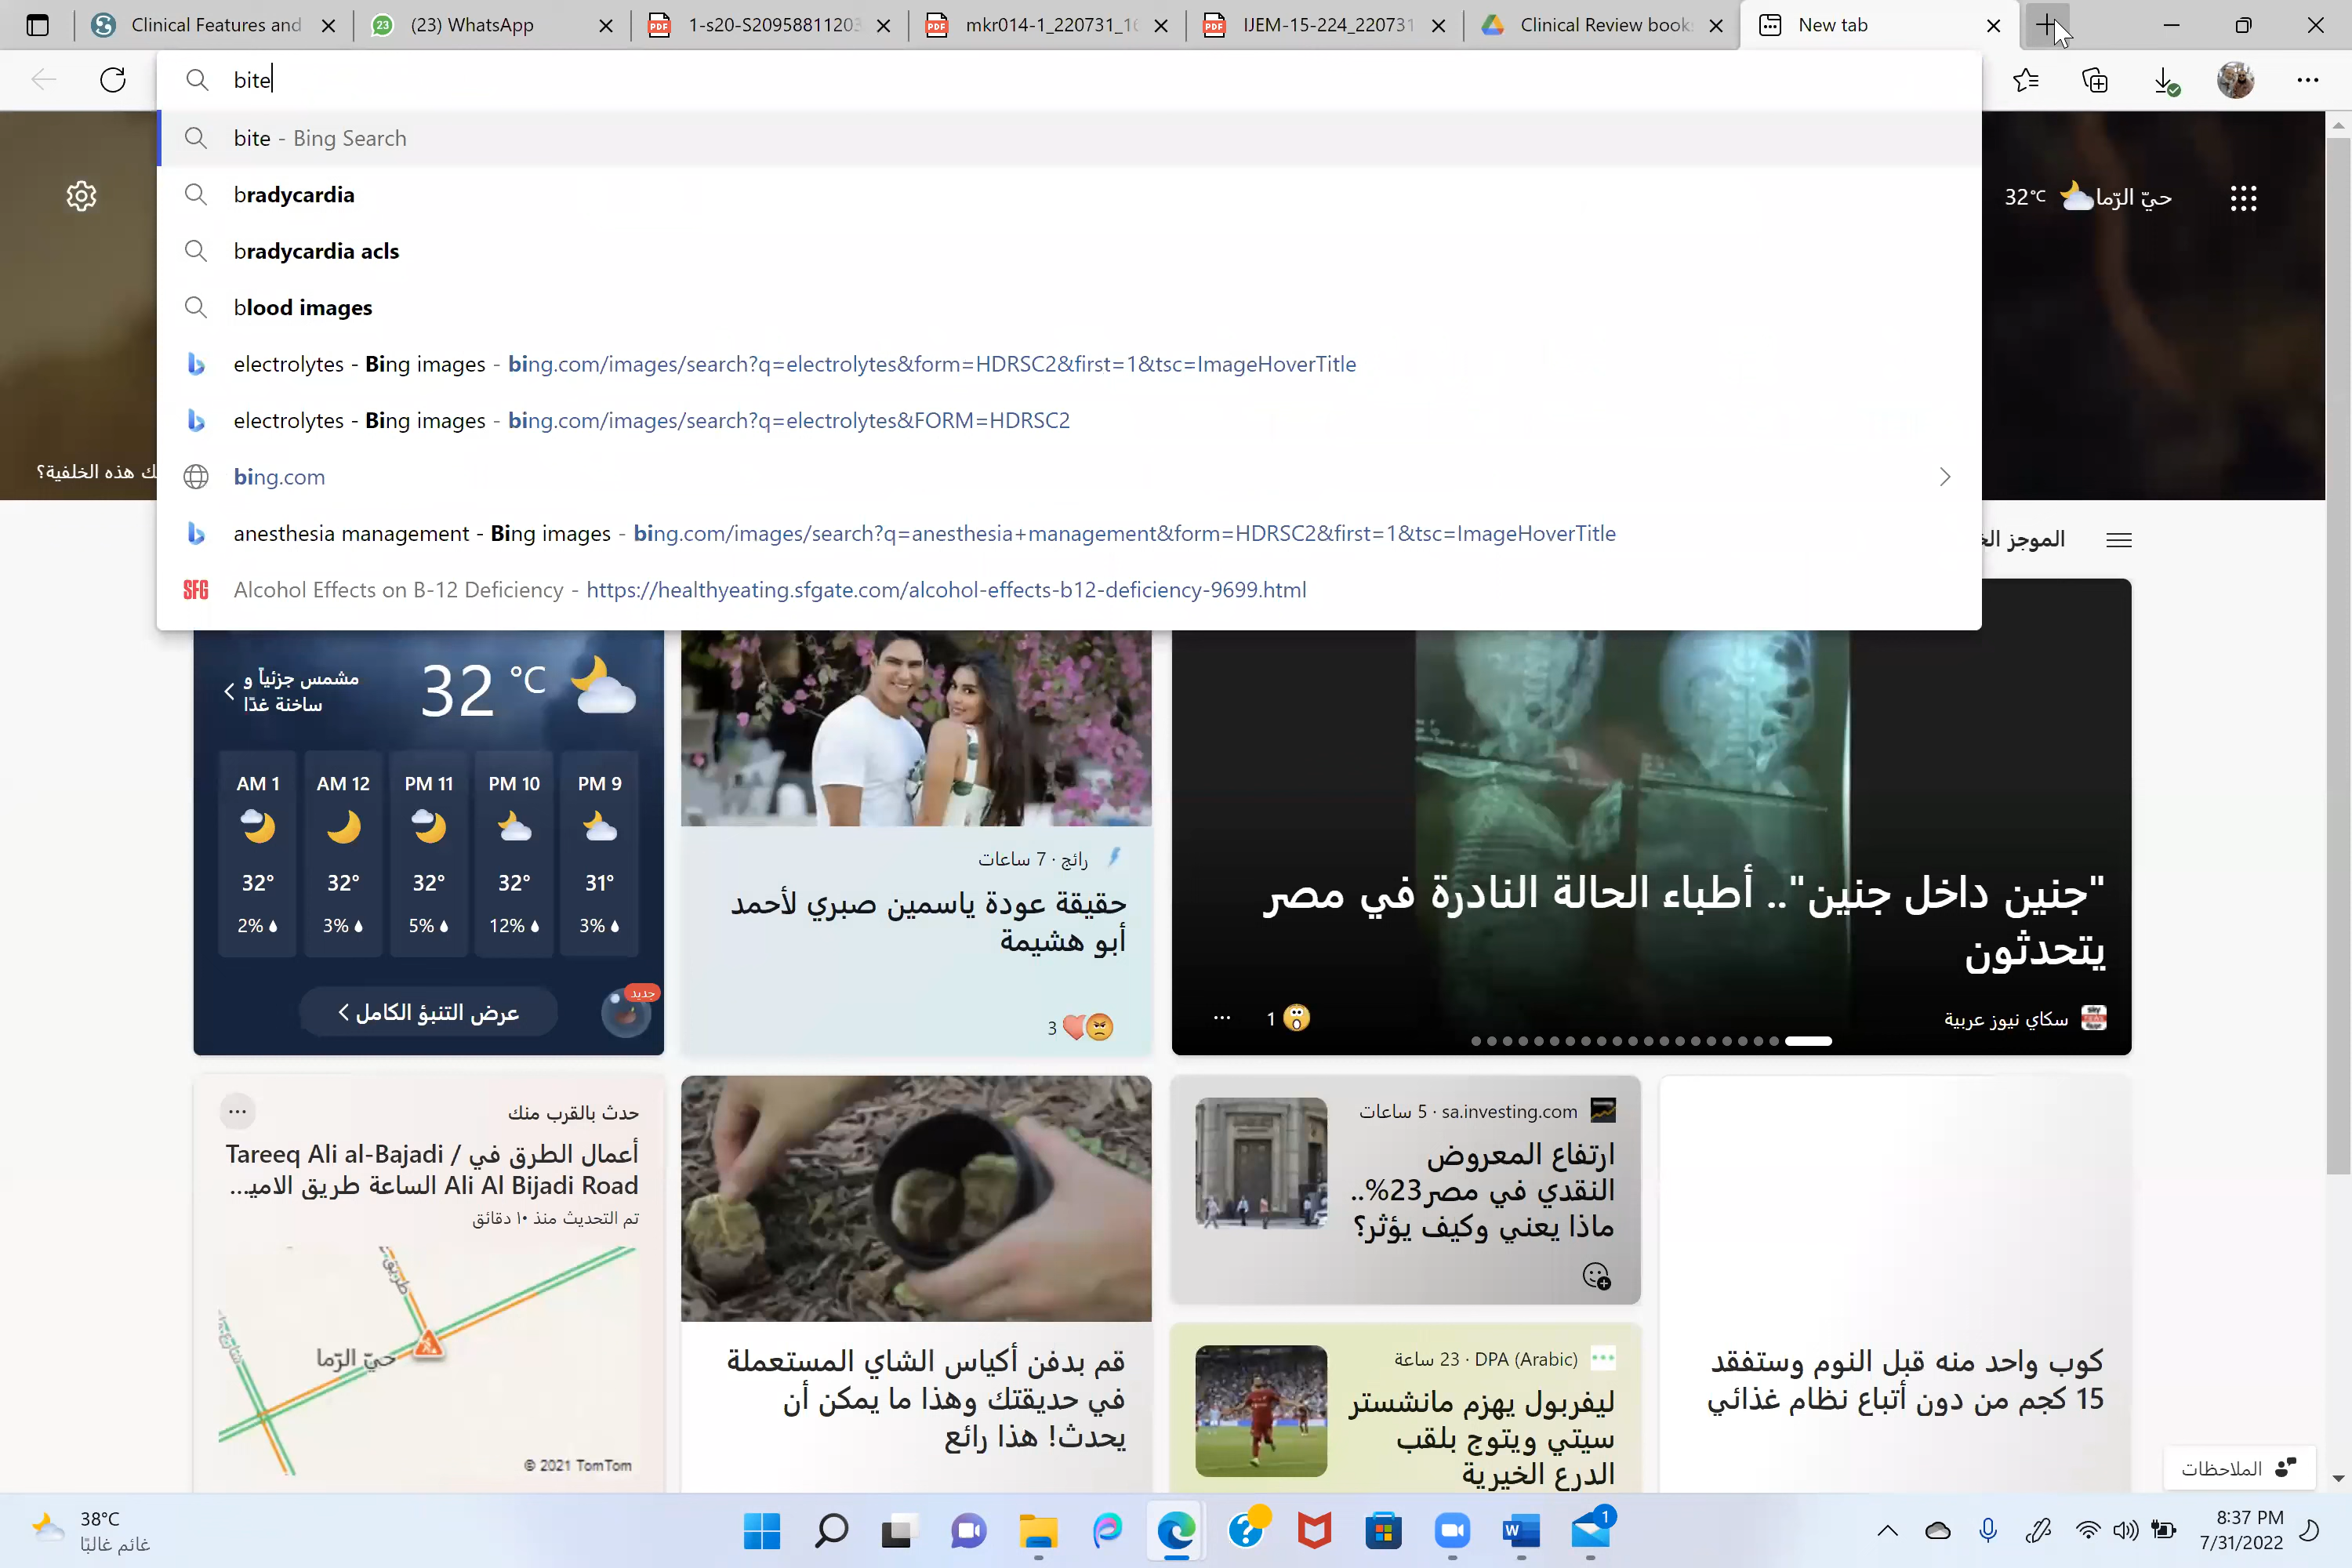 Clinical Features and
23
(23) WhatsApp
PDF
1-s20-S2095881120
PDF
mkr014-1_220731_1
PDF
IJEM-15-224_220731
Clinical Review book
New tab
bite
bite - Bing Search
bradycardia
bradycardia acls
blood images
electrolytes - Bing images - bing.com/images/search?q=electrolytes&form=HDRSC2&first=1&tsc=ImageHoverTitle
electrolytes - Bing images - bing.com/images/search?q=electrolytes&FORM=HDRSC2
bing.com
anesthesia management - Bing images - bing.com/images/search?q=anesthesia+management&form=HDRSC2&first=1&tsc=ImageHoverTitle
SFG
Alcohol Effects on B-12 Deficiency - https://healthyeating.sfgate.com/alcohol-effects-b12-deficiency-9699.html
32°C
حيّ الرّما
ك هذه الخلفية؟
الموجز
مشمس جزئياً و
ساخنة غدًا
32 °C
AM 1
AM 12
PM 11
PM 10
PM 9
32°
32°
32°
32°
31°
2%
3%
5%
12%
3%
عرض التنبؤ الكامل
جديد
رائج · 7 ساعات
حقيقة عودة ياسمين صبري لأحمد
أبو هشيمة
3
"جنين داخل جنين".. أطباء الحالة النادرة في مصر
يتحدثون
سكاي نيوز عربية
1
حدث بالقرب منك
أعمال الطرق في / Tareeq Ali al-Bajadi
Ali Al Bijadi Road الساعة طريق الاميـ...
تم التحديث منذ ١٠ دقائق
طريق
حيّ الرّما
© 2021 TomTom
قم بدفن أكياس الشاي المستعملة
في حديقتك وهذا ما يمكن أن
يحدث! هذا رائع
sa.investing.com · 5 ساعات
ارتفاع المعروض
النقدي في مصر23%..
ماذا يعني وكيف يؤثر؟
DPA (Arabic) · 23 ساعة
ليفربول يهزم مانشستر
سيتي ويتوج بلقب
الدرع الخيرية
كوب واحد منه قبل النوم وستفقد
15 كجم من دون أتباع نظام غذائي
الملاحظات
38°C
غائم غالبًا
1
8:37 PM
7/31/2022